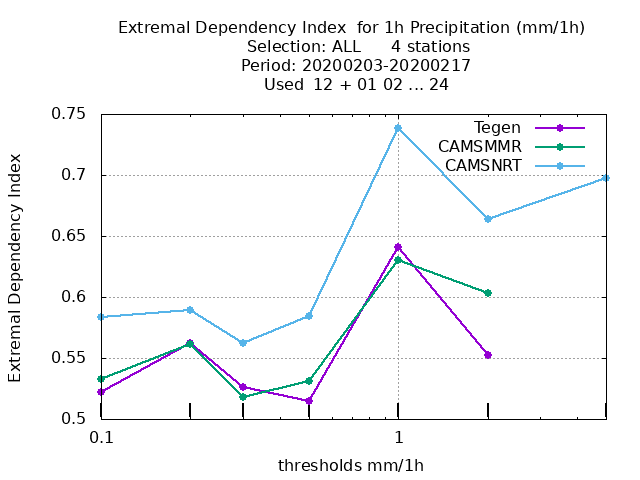 Extremal Dependency Index  for 1h Precipitation (mm/1h)
Selection: ALL      4 stations
Period: 20200203-20200217
Used  12 + 01 02 ... 24
Extremal Dependency Index
0.75
0.7
0.65
0.6
0.55
0.5
Tegen
CAMSMMR
CAMSNRT
0.1
1
thresholds mm/1h